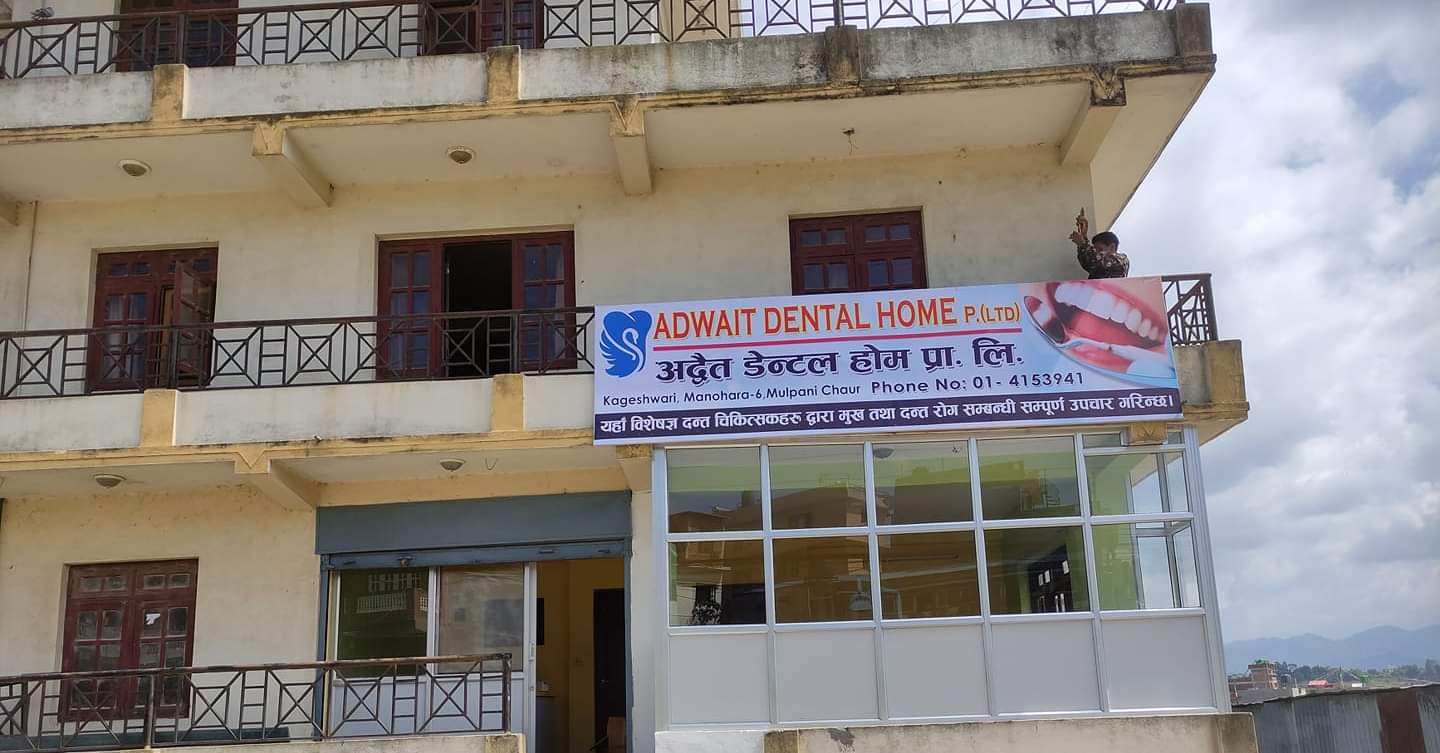 ADWAIT DENTAL HOME P.(LTD)
अद्वैत डेन्टल होम प्रा. लि.
Kageshwari, Manohara-6,Mulpani Chaur Phone No: 01- 4153941
यहाँ विशेषज्ञ दन्त चिकित्सकहरु द्वारा मुख तथा दन्त रोग सम्बन्धी सम्पूर्ण उपचार गरिन्छ।